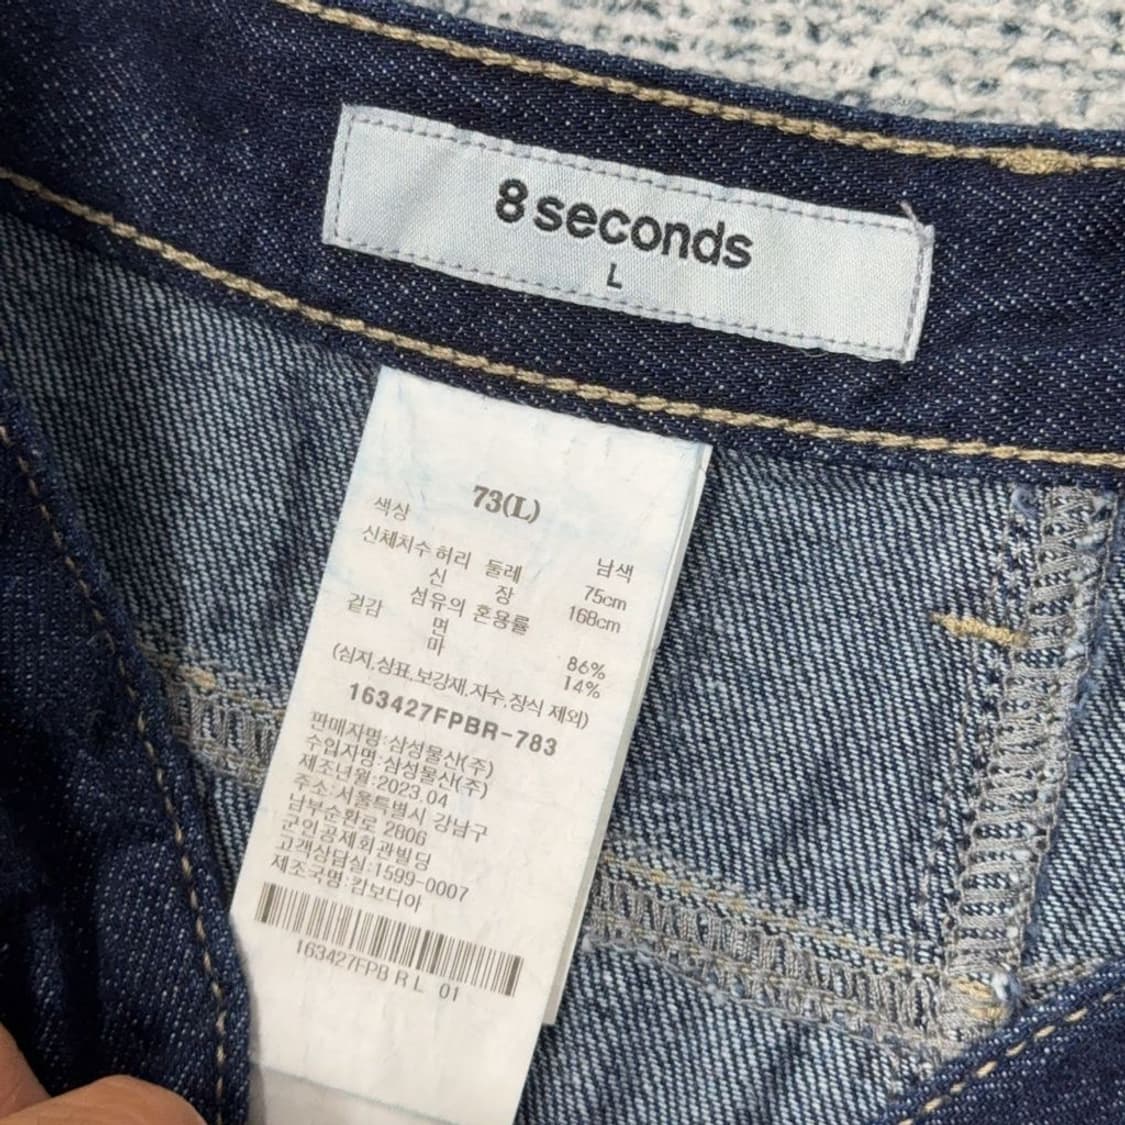 8 seconds
L
73(L)
색상 남색
신체치수 허리 둘레 75cm
신 장 168cm
섬유의 혼용률
겉감 면 86%
마 14%
(심지,상표,보강재,자수,장식 제외)
163427FPBR-783
판매자명:삼성물산(주)
수입자명:삼성물산(주)
제조년월:2023.04
주소:서울특별시 강남구
남부순환로 2806
군인공제회관빌딩
고객상담실:1599-0007
제조국명:캄보디아
163427FPB R L 01